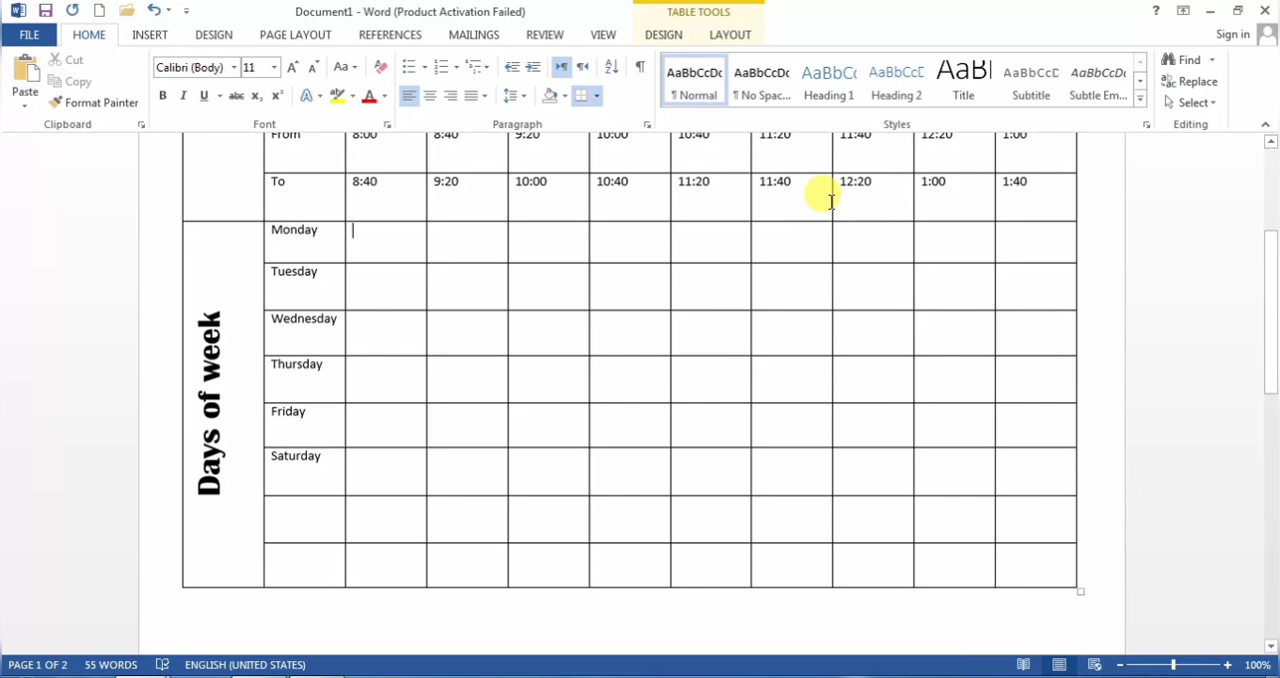 Document1 - Word (Product Activation Failed)
TABLE TOOLS
?
FILE HOME INSERT DESIGN PAGE LAYOUT REFERENCES MAILINGS REVIEW VIEW DESIGN LAYOUT
Sign in
Paste
Cut
Copy
Format Painter
Clipboard
Calibri (Body) 11
Font
Paragraph
AaBbCcDc AaBbCcDc AaBbCc AaBbCcD AaBl AaBbCcD AaBbCcDc
¶ Normal ¶ No Spac... Heading 1 Heading 2 Title Subtitle Subtle Em...
Styles
Find
Replace
Select
Editing
From 8:00 8:40 9:20 10:00 10:40 11:20 11:40 12:20 1:00
To 8:40 9:20 10:00 10:40 11:20 11:40 12:20 1:00 1:40
Days of week
Monday
Tuesday
Wednesday
Thursday
Friday
Saturday
PAGE 1 OF 2 55 WORDS ENGLISH (UNITED STATES) 100%